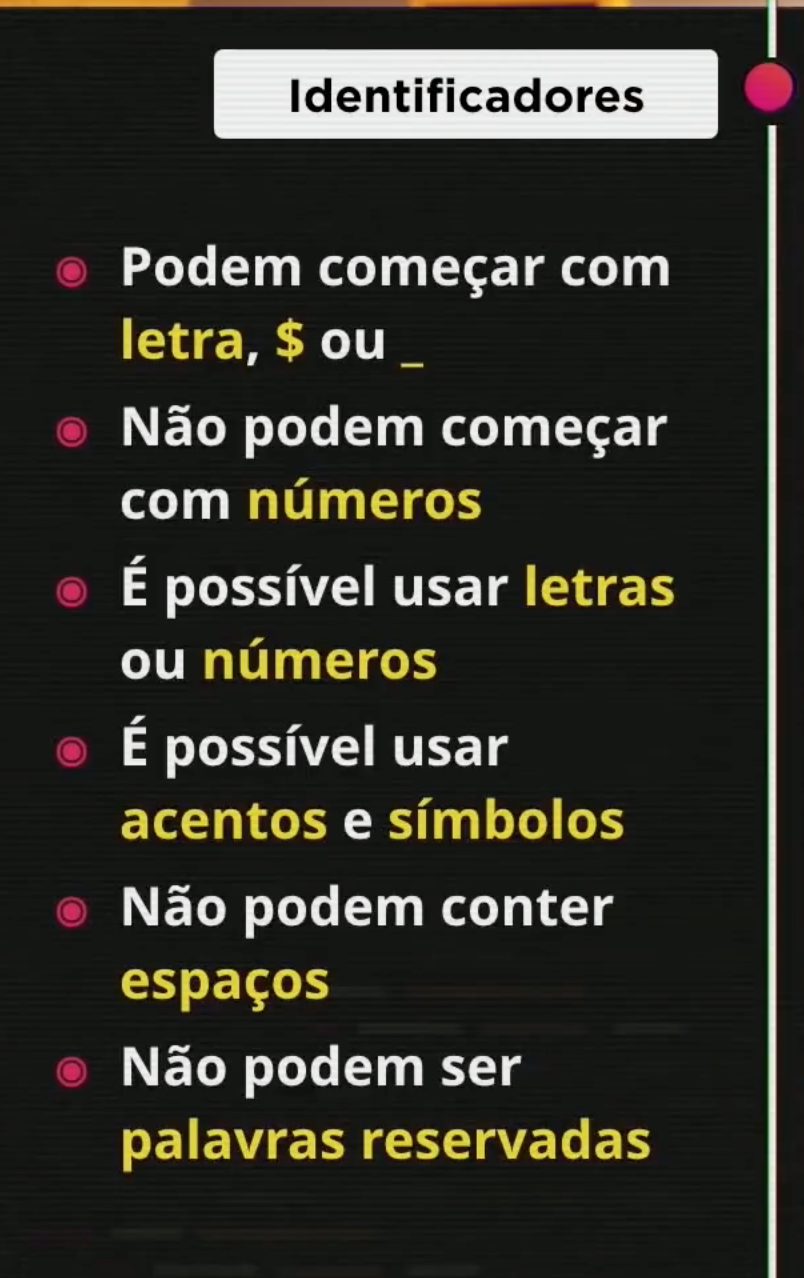 Identificadores
Podem começar com
letra, $ ou _
Não podem começar
com números
É possível usar letras
ou números
É possível usar
acentos e símbolos
Não podem conter
espaços
Não podem ser
palavras reservadas